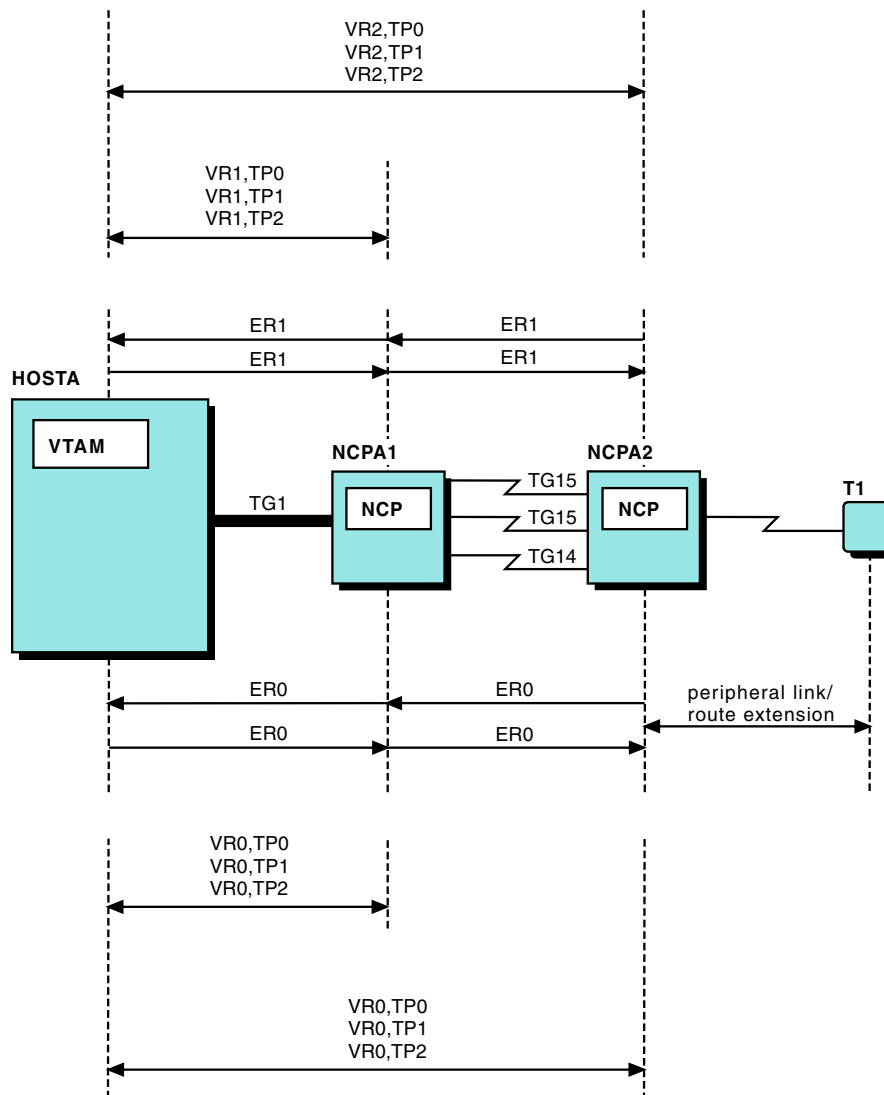 VR2,TP0
VR2,TP1
VR2,TP2
VR1,TP0
VR1,TP1
VR1,TP2
ER1
ER1
ER1
ER1
HOSTA
VTAM
TG1
NCPA1
NCP
TG15
TG15
TG14
NCPA2
NCP
T1
ER0
ER0
ER0
ER0
peripheral link/
route extension
VR0,TP0
VR0,TP1
VR0,TP2
VR0,TP0
VR0,TP1
VR0,TP2